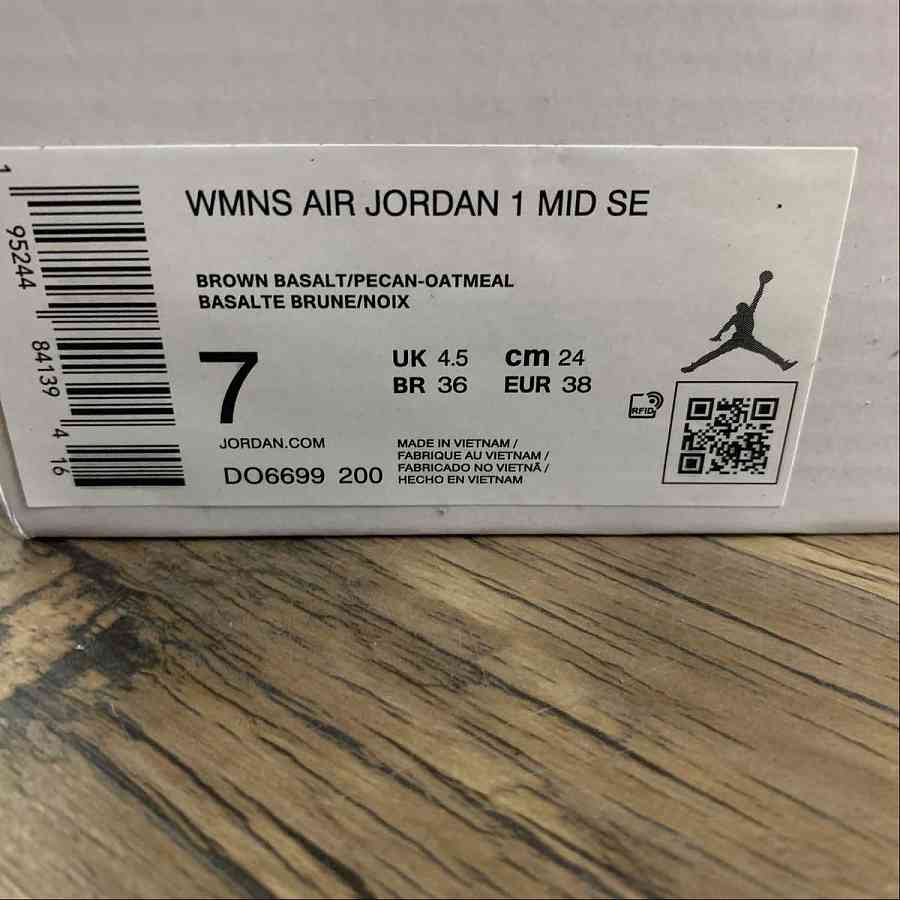 WMNS AIR JORDAN 1 MID SE
BROWN BASALT/PECAN-OATMEAL
BASALTE BRUNE/NOIX
7
UK 4.5 cm 24
BR 36 EUR 38
RFID
JORDAN.COM
DO6699 200
MADE IN VIETNAM /
FABRIQUE AU VIETNAM /
FABRICADO NO VIETNÃ /
HECHO EN VIETNAM
1 95244 84139 4 16